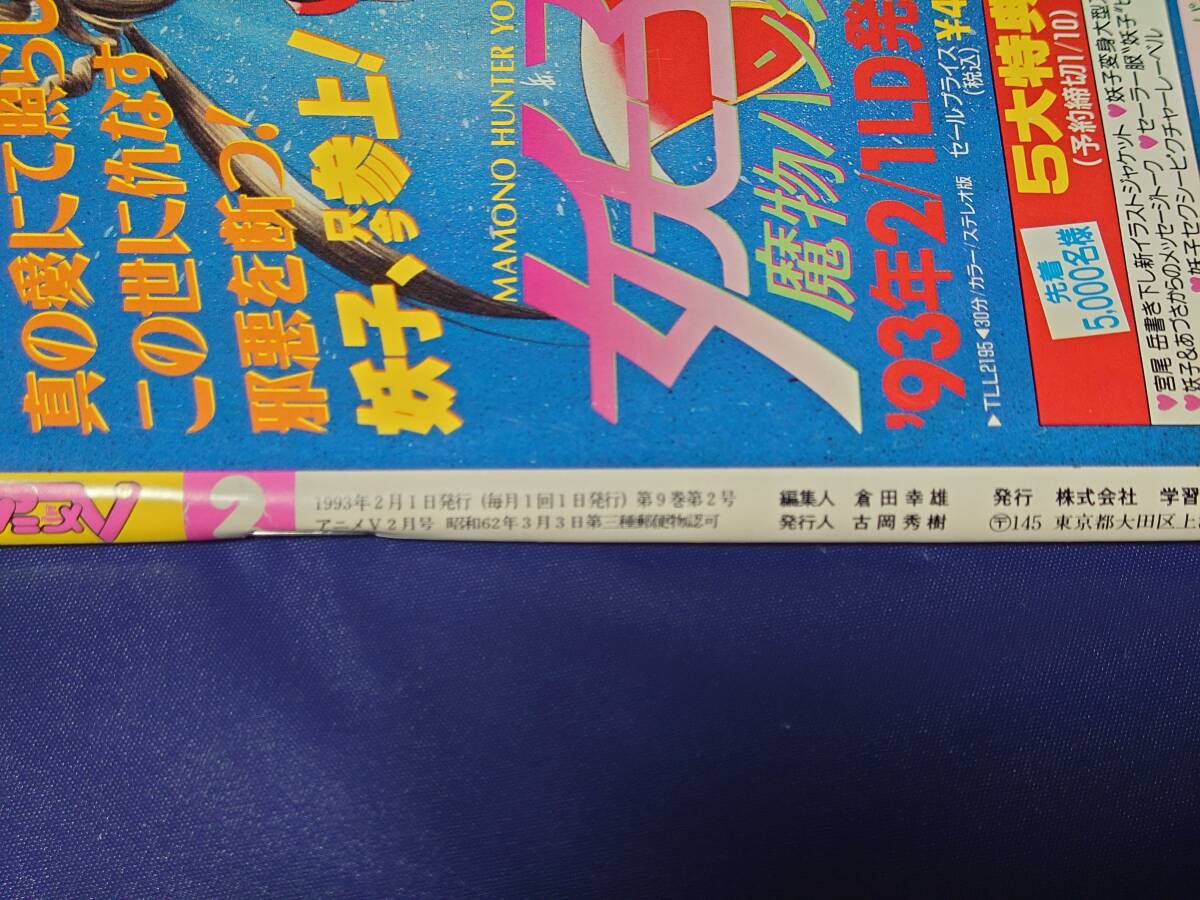 真の愛にて照らし
この世に仇なす
邪悪を断つ!
妖子、見参上!
MAMONO HUNTER YO
魔物ハン
'93年2/1LD発
▶TLL2195◀30分/カラー/ステレオ版 セールプライス¥4
(税込)
5大特典
(予約締切1/10)
先着
5,000名様
♥宮尾 岳書き下し新イラストジャケット♥妖子変身大型
♥妖子&あづさからのメッセージトーク♥セーラー服"妖子"ヒ
♥妖子セクシーピクチャーレーベル
2
1993年2月1日発行(毎月1回1日発行)第9巻第2号 編集人 倉田幸雄 発行 株式会社 学習
アニメV2月号 昭和62年3月3日第三種郵便物認可 発行人 古岡秀樹 〒145 東京都大田区上